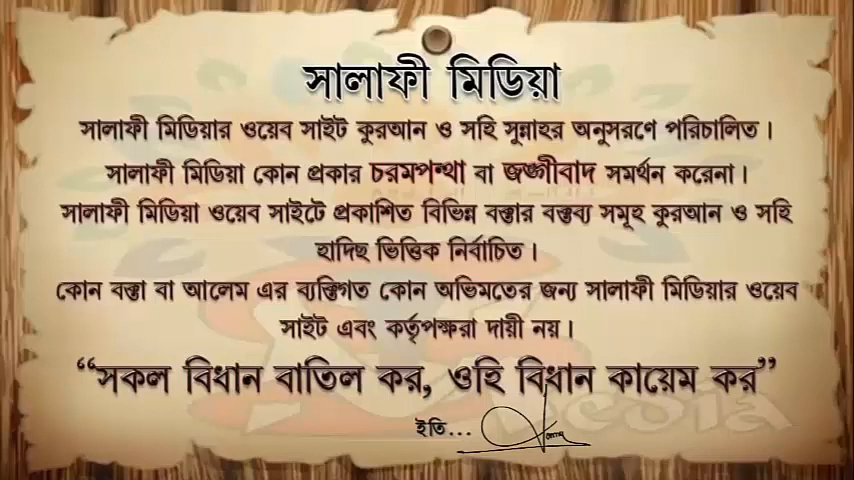 সালাফী মিডিয়া
সালাফী মিডিয়ার ওয়েব সাইট কুরআন ও সহি সুন্নাহর অনুসরণে পরিচালিত।
সালাফী মিডিয়া কোন প্রকার চরমপন্থা বা জঙ্গীবাদ সমর্থন করেনা।
সালাফী মিডিয়া ওয়েব সাইটে প্রকাশিত বিভিন্ন বক্তার বক্তব্য সমূহ কুরআন ও সহি
হাদিছ ভিত্তিক নির্বাচিত।
কোন বক্তা বা আলেম এর ব্যক্তিগত কোন অভিমতের জন্য সালাফী মিডিয়ার ওয়েব
সাইট এবং কর্তৃপক্ষরা দায়ী নয়।
“সকল বিধান বাতিল কর, ওহি বিধান কায়েম কর”
ইতি...